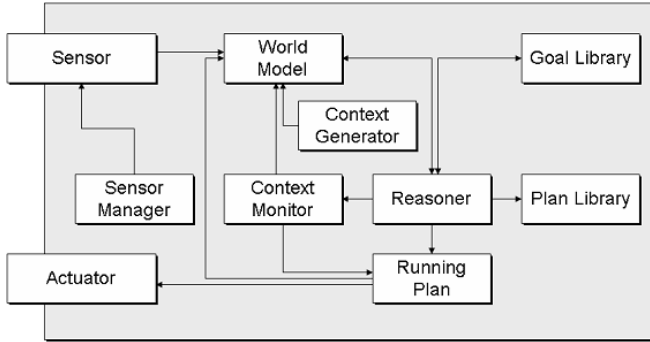 Sensor
World
Model
Goal Library
Context
Generator
Sensor
Manager
Context
Monitor
Reasoner
Plan Library
Actuator
Running
Plan